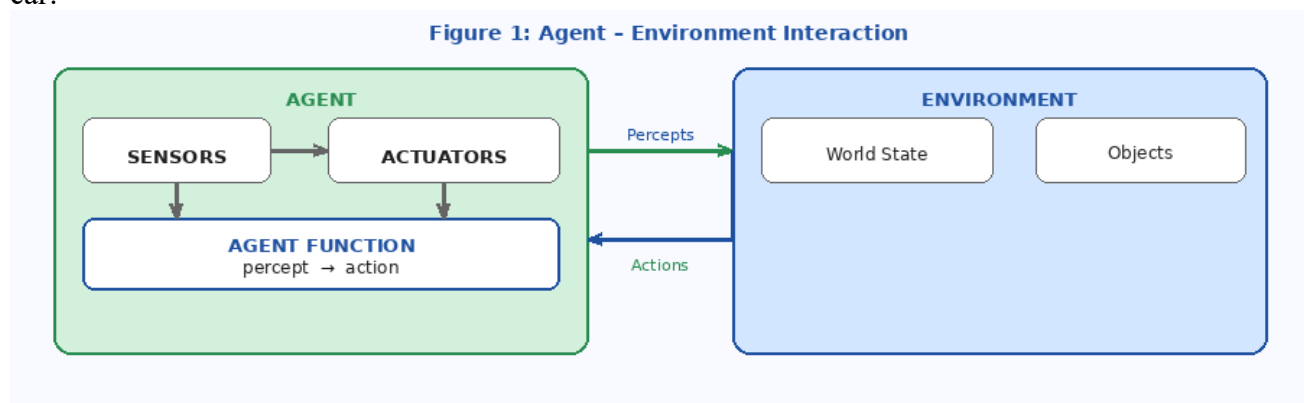 Figure 1: Agent – Environment Interaction
AGENT
ENVIRONMENT
Percepts
SENSORS
ACTUATORS
World State
Objects
AGENT FUNCTION
percept → action
Actions